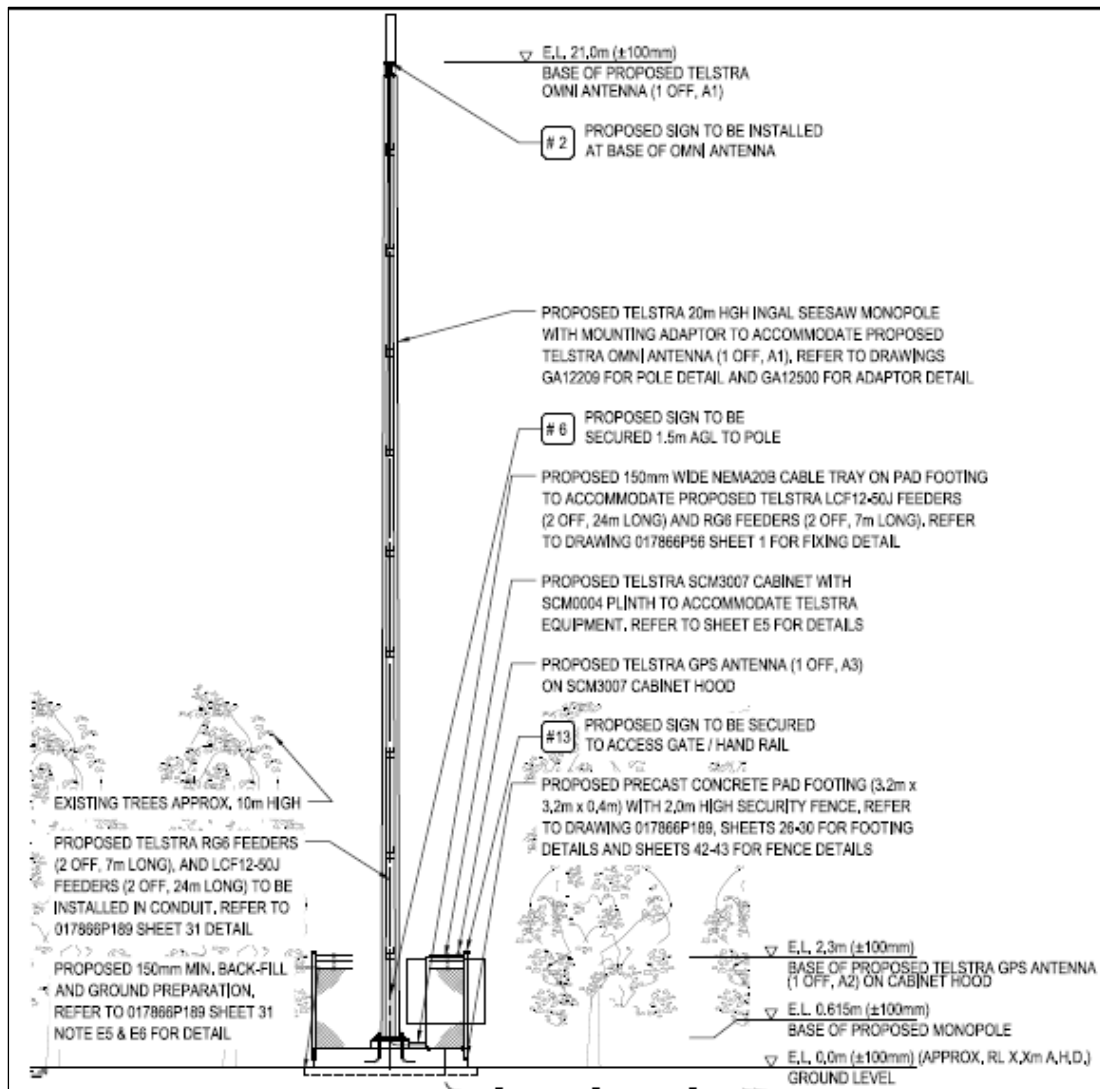 E.L. 21.0m (±100mm)
BASE OF PROPOSED TELSTRA
OMNI ANTENNA (1 OFF, A1)
#2
PROPOSED SIGN TO BE INSTALLED
AT BASE OF OMNI ANTENNA
PROPOSED TELSTRA 20m HGH INGAL SEESAW MONOPOLE
WITH MOUNTING ADAPTOR TO ACCOMMODATE PROPOSED
TELSTRA OMNI ANTENNA (1 OFF, A1). REFER TO DRAWINGS
GA12209 FOR POLE DETAIL AND GA12500 FOR ADAPTOR DETAIL
#6
PROPOSED SIGN TO BE
SECURED 1.5m AGL TO POLE
PROPOSED 150mm WIDE NEMA20B CABLE TRAY ON PAD FOOTING
TO ACCOMMODATE PROPOSED TELSTRA LCF12-50J FEEDERS
(2 OFF, 24m LONG) AND RG6 FEEDERS (2 OFF, 7m LONG). REFER
TO DRAWING 017866P56 SHEET 1 FOR FIXING DETAIL
PROPOSED TELSTRA SCM3007 CABINET WITH
SCM0004 PLINTH TO ACCOMMODATE TELSTRA
EQUIPMENT. REFER TO SHEET E5 FOR DETAILS
PROPOSED TELSTRA GPS ANTENNA (1 OFF, A3)
ON SCM3007 CABINET HOOD
#13
PROPOSED SIGN TO BE SECURED
TO ACCESS GATE / HAND RAIL
PROPOSED PRECAST CONCRETE PAD FOOTING (3.2m x
3.2m x 0.4m) WITH 2.0m HIGH SECURITY FENCE. REFER
TO DRAWING 017866P189, SHEETS 26-30 FOR FOOTING
DETAILS AND SHEETS 42-43 FOR FENCE DETAILS
EXISTING TREES APPROX. 10m HIGH
PROPOSED TELSTRA RG6 FEEDERS
(2 OFF, 7m LONG), AND LCF12-50J
FEEDERS (2 OFF, 24m LONG) TO BE
INSTALLED IN CONDUIT. REFER TO
017866P189 SHEET 31 DETAIL
PROPOSED 150mm MIN. BACK-FILL
AND GROUND PREPARATION.
REFER TO 017866P189 SHEET 31
NOTE E5 & E6 FOR DETAIL
E.L. 2.3m (±100mm)
BASE OF PROPOSED TELSTRA GPS ANTENNA
(1 OFF, A2) ON CABINET HOOD
E.L. 0.615m (±100mm)
BASE OF PROPOSED MONOPOLE
E.L. 0.0m (±100mm) (APPROX. RL X.Xm A.H.D.)
GROUND LEVEL